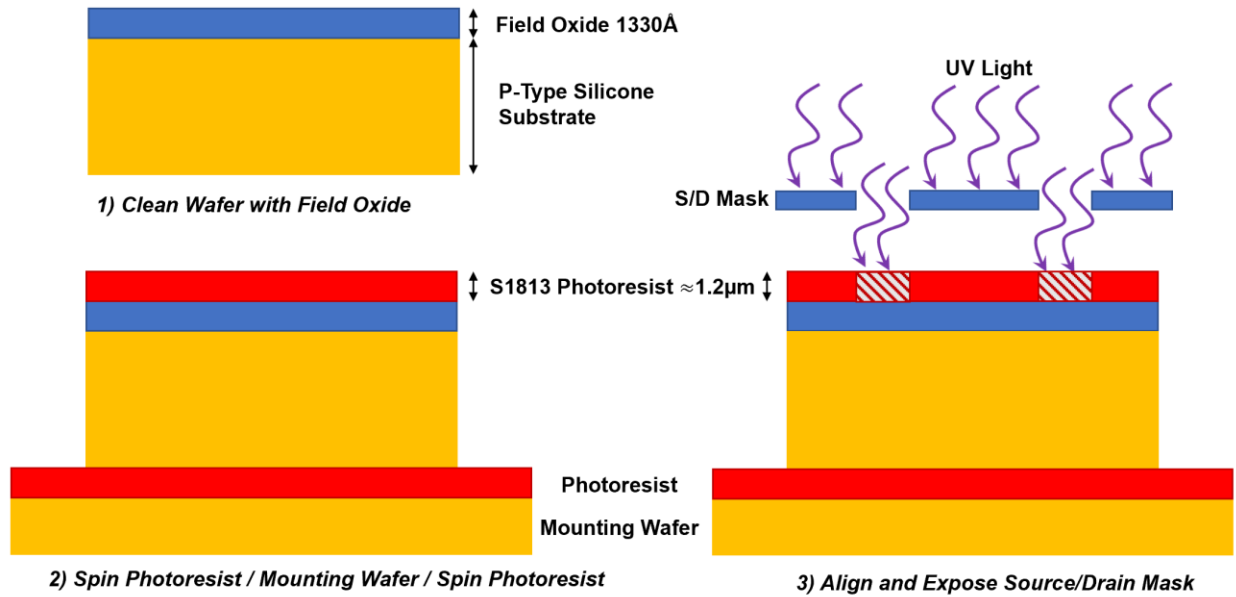 Field Oxide 1330Å
P-Type Silicone
Substrate
1) Clean Wafer with Field Oxide
UV Light
S/D Mask
S1813 Photoresist ≈1.2µm
Photoresist
Mounting Wafer
2) Spin Photoresist / Mounting Wafer / Spin Photoresist
3) Align and Expose Source/Drain Mask